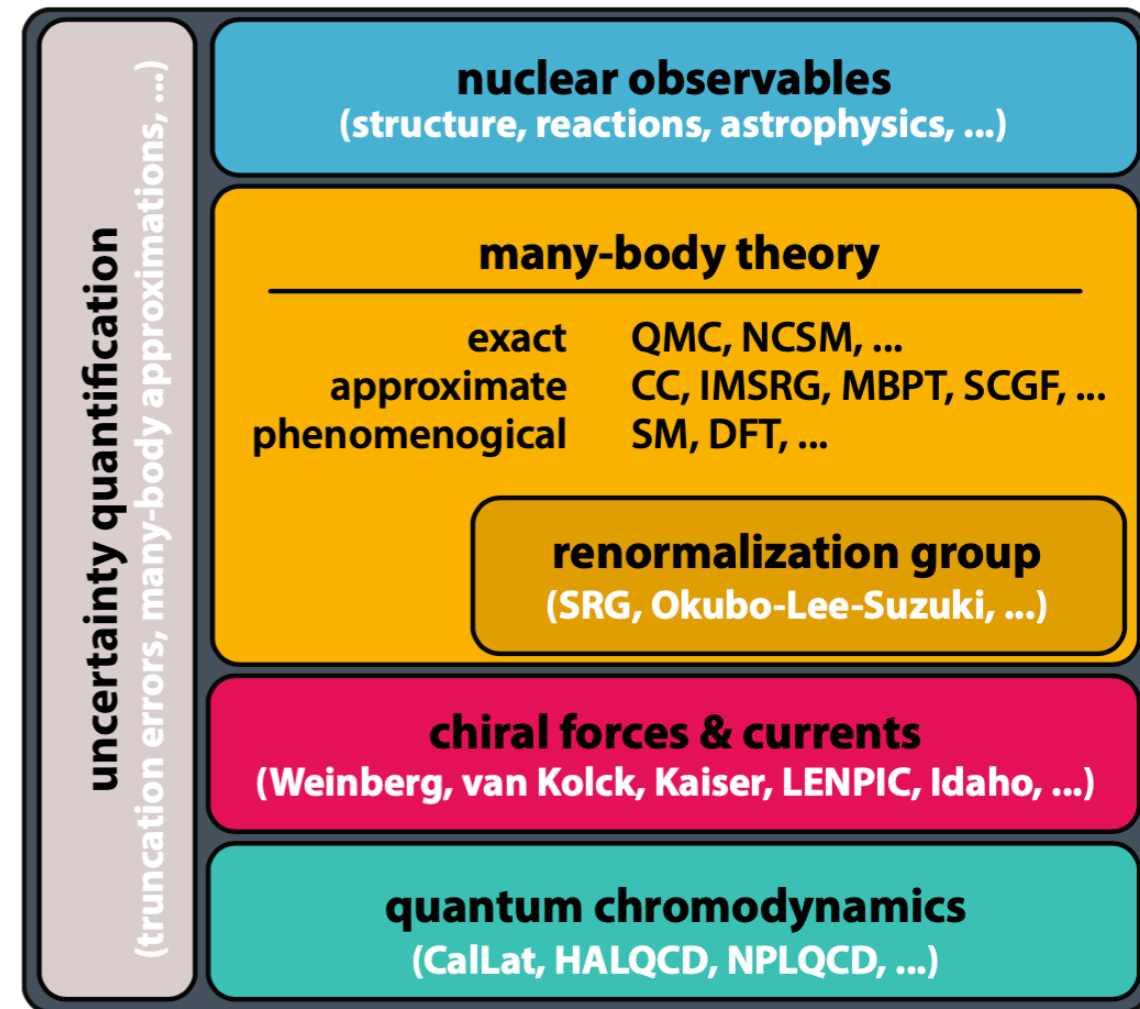 uncertainty quantification
(truncation errors, many-body approximations, ...)
nuclear observables
(structure, reactions, astrophysics, ...)
many-body theory
exact QMC, NCSM, ...
approximate CC, IMSRG, MBPT, SCGF, ...
phenomenogical SM, DFT, ...
renormalization group
(SRG, Okubo-Lee-Suzuki, ...)
chiral forces & currents
(Weinberg, van Kolck, Kaiser, LENPIC, Idaho, ...)
quantum chromodynamics
(CalLat, HALQCD, NPLQCD, ...)